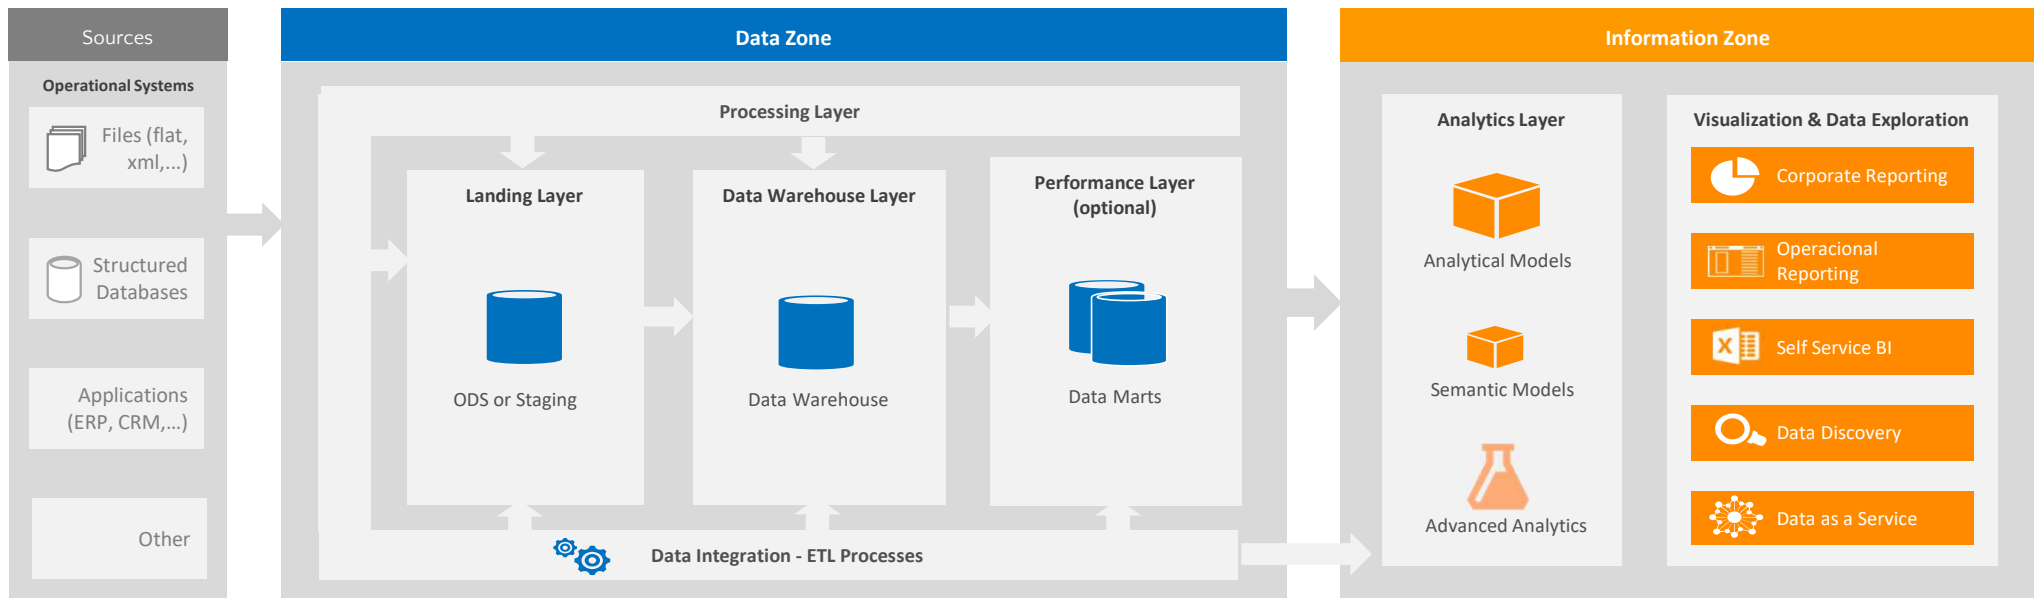 Sources
Operational Systems
Files (flat,
xml,...)
Structured
Databases
Applications
(ERP, CRM,...)
Other
Data Zone
Processing Layer
Landing Layer
ODS or Staging
Data Warehouse Layer
Data Warehouse
Performance Layer
(optional)
Data Marts
Data Integration - ETL Processes
Information Zone
Analytics Layer
Analytical Models
Semantic Models
Advanced Analytics
Visualization & Data Exploration
Corporate Reporting
Operacional
Reporting
X
Self Service BI
Data Discovery
Data as a Service